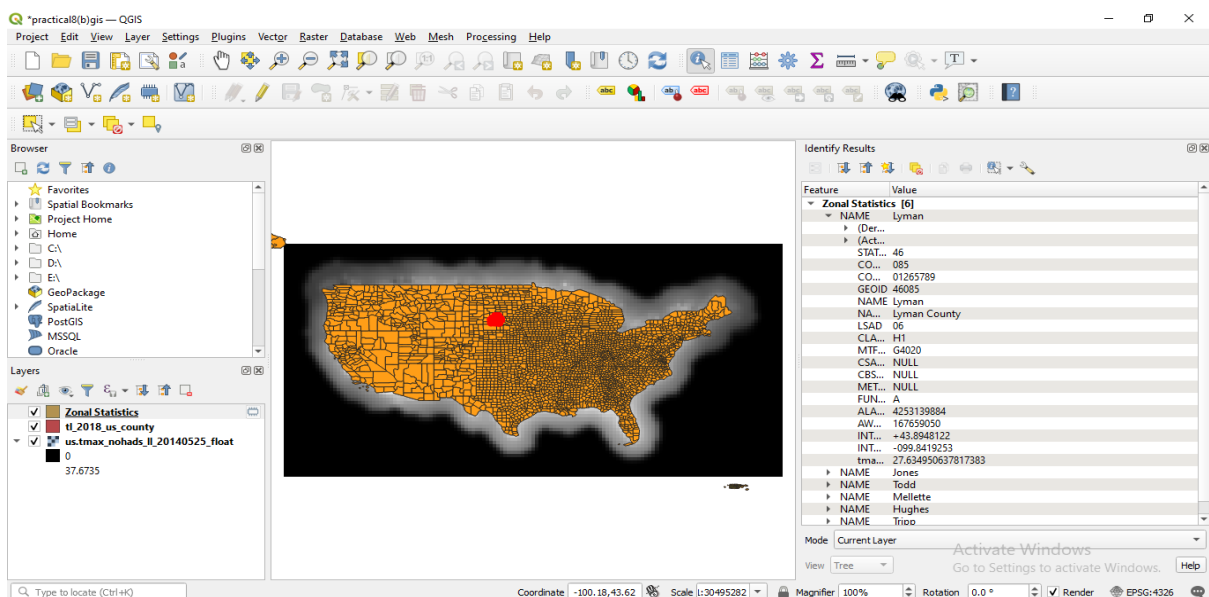 *practical8(b)gis — QGIS
Project Edit View Layer Settings Plugins Vector Raster Database Web Mesh Processing Help
abc
abc
abc
T
Browser
Favorites
Spatial Bookmarks
Project Home
Home
C:\
D:\
E:\
GeoPackage
SpatiaLite
PostGIS
MSSQL
Oracle
Layers
Zonal Statistics
tl_2018_us_county
us.tmax_nohads_ll_20140525_float
0
37.6735
Identify Results
Feature Value
Zonal Statistics [6]
NAME Lyman
(Der...
(Act...
STAT... 46
CO... 085
CO... 01265789
GEOID 46085
NAME Lyman
NA... Lyman County
LSAD 06
CLA... H1
MTF... G4020
CSA... NULL
CBS... NULL
MET... NULL
FUN... A
ALA... 4253139884
AW... 167659050
INT... +43.8948122
INT... -099.8419253
tma... 27.634950637817383
NAME Jones
NAME Todd
NAME Mellette
NAME Hughes
NAME Tripp
Mode Current Layer
View Tree Help
Activate Windows
Go to Settings to activate Windows.
Type to locate (Ctrl+K) Coordinate -100.18,43.62 Scale 1:30495282 Magnifier 100% Rotation 0.0 ° Render EPSG:4326